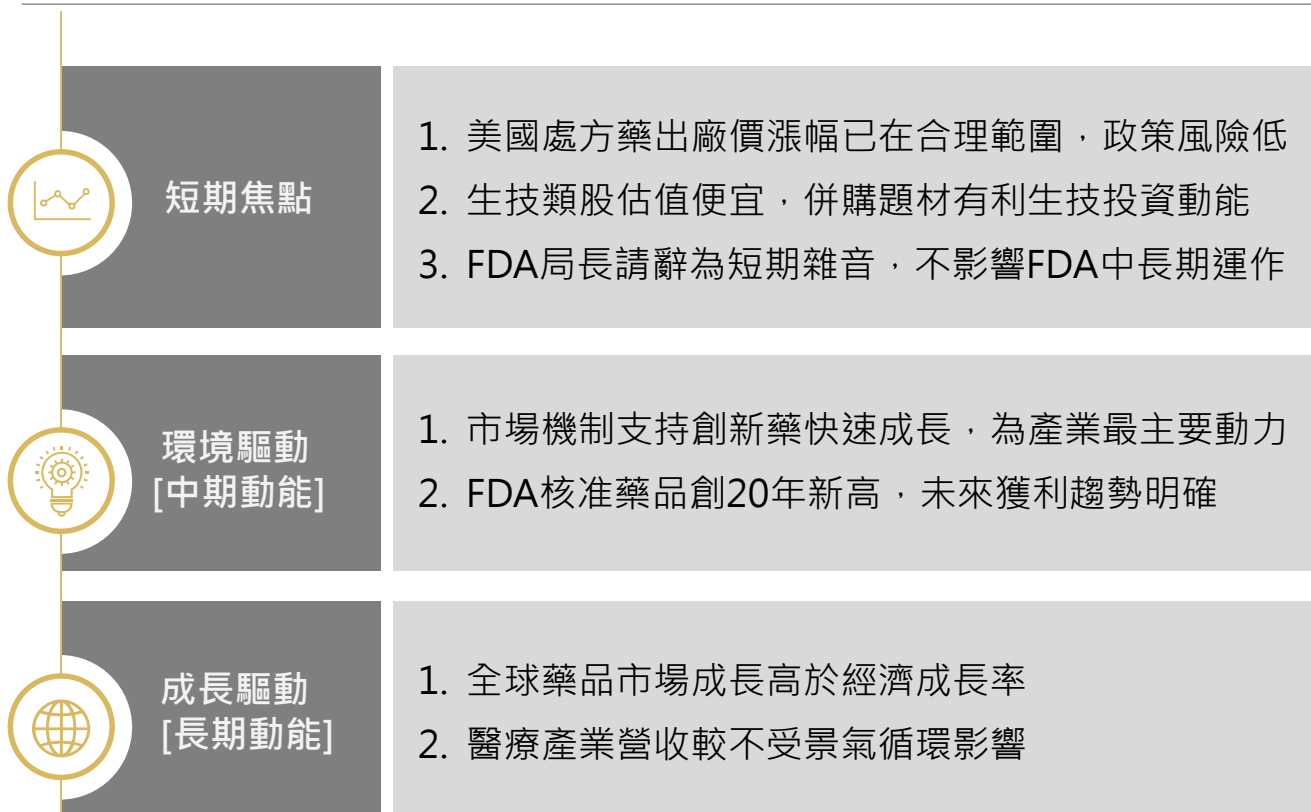 短期焦點
1. 美國處方藥出廠價漲幅已在合理範圍，政策風險低
2. 生技類股估值便宜，併購題材有利生技投資動能
3. FDA局長請辭為短期雜音，不影響FDA中長期運作
環境驅動
[中期動能]
1. 市場機制支持創新藥快速成長，為產業最主要動力
2. FDA核准藥品創20年新高，未來獲利趨勢明確
成長驅動
[長期動能]
1. 全球藥品市場成長高於經濟成長率
2. 醫療產業營收較不受景氣循環影響